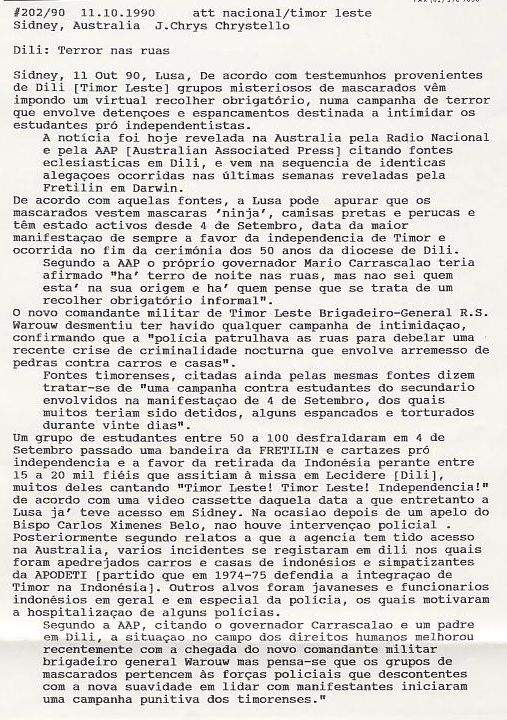 #202/90  11.10.1990    att nacional/timor leste
Sidney, Australia  J.Chrys Chrystello
Dili: Terror nas ruas
Sidney, 11 Out 90, Lusa, De acordo com testemunhos provenientes
de Dili [Timor Leste] grupos misteriosos de mascarados vêm
impondo um virtual recolher obrigatório, numa campanha de terror
que envolve detençoes e espancamentos destinada a intimidar os
estudantes pró independentistas.
A notícia foi hoje revelada na Australia pela Radio Nacional
e pela AAP [Australian Associated Press] citando fontes
eclesiasticas em Dili, e vem na sequencia de identicas
alegaçoes ocorridas nas últimas semanas reveladas pela
Fretilin em Darwin.
De acordo com aquelas fontes, a Lusa pode  apurar que os
mascarados vestem mascaras 'ninja', camisas pretas e perucas e
têm estado activos desde 4 de Setembro, data da maior
manifestaçao de sempre a favor da independencia de Timor e
ocorrida no fim da cerimónia dos 50 anos da diocese de Dili.
Segundo a AAP o próprio governador Mario Carrascalao teria
afirmado "ha' terro de noite nas ruas, mas nao sei quem
esta' na sua origem e ha' quem pense que se trata de um
recolher obrigatório informal".
O novo comandante militar de Timor Leste Brigadeiro-General R.S.
Warouw desmentiu ter havido qualquer campanha de intimidaçao,
confirmando que a "polícia patrulhava as ruas para debelar uma
recente crise de criminalidade nocturna que envolve arremesso de
pedras contra carros e casas".
Fontes timorenses, citadas ainda pelas mesmas fontes dizem
tratar-se de "uma campanha contra estudantes do secundario
envolvidos na manifestaçao de 4 de Setembro, dos quais
muitos teriam sido detidos, alguns espancados e torturados
durante vinte dias".
Um grupo de estudantes entre 50 a 100 desfraldaram em 4 de
Setembro passado uma bandeira da FRETILIN e cartazes pró
independencia e a favor da retirada da Indonésia perante entre
15 a 20 mil fiéis que assitiam à missa em Lecidere [Dili],
muitos deles cantando "Timor Leste! Timor Leste! Independencia!"
de acordo com uma video cassette daquela data a que entretanto a
Lusa ja' teve acesso em Sidney. Na ocasiao depois de um apelo do
Bispo Carlos Ximenes Belo, nao houve intervençao policial .
Posteriormente segundo relatos a que a agencia tem tido acesso
na Australia, varios incidentes se registaram em dili nos quais
foram apedrejados carros e casas de indonésios e simpatizantes
da APODETI [partido que em 1974-75 defendia a integraçao de
Timor na Indonésia]. Outros alvos foram javaneses e funcionarios
indonésios em geral e em especial da polícia, os quais motivaram
a hospitalizaçao de alguns polícias.
Segundo a AAP, citando o governador Carrascalao e um padre
em Dili, a situaçao no campo dos direitos humanos melhorou
recentemente com a chegada do novo comandante militar
brigadeiro general Warouw mas pensa-se que os grupos de
mascarados pertencem às forças policiais que descontentes
com a nova suavidade em lidar com manifestantes iniciaram
uma campanha punitiva dos timorenses."